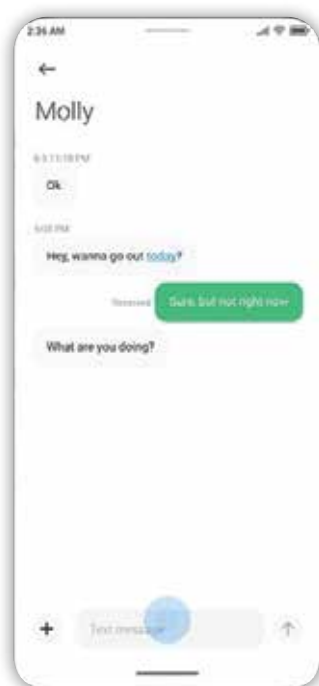 2:36 AM
Molly
Ok
Hey, wanna go out today?
Received
Sure, but not right now
What are you doing?
Text message